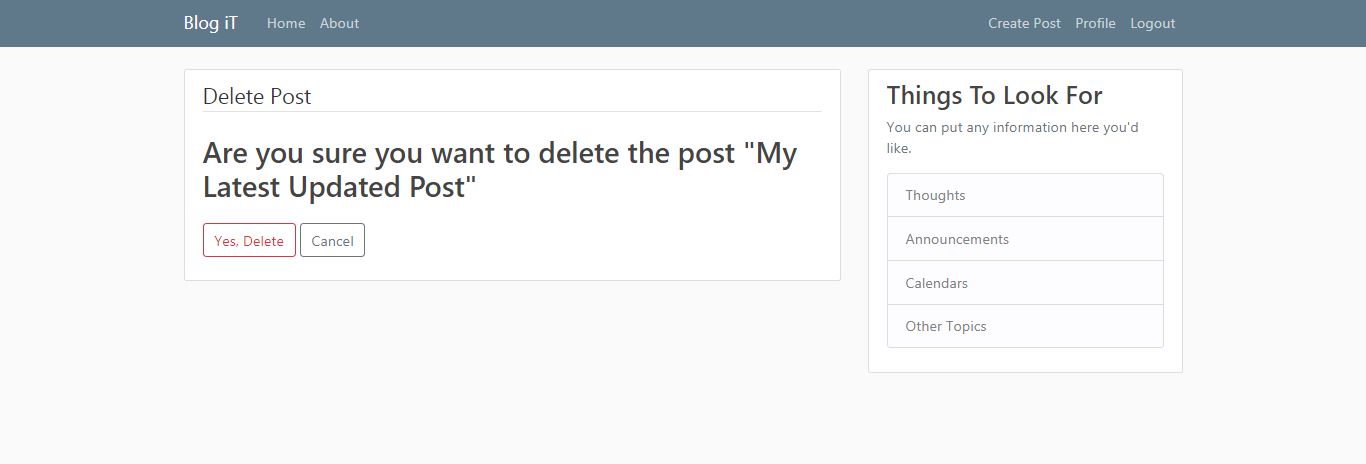 Blog iT Home About Create Post Profile Logout
Delete Post
Are you sure you want to delete the post "My
Latest Updated Post"
Yes, Delete Cancel
Things To Look For
You can put any information here you'd
like.
Thoughts
Announcements
Calendars
Other Topics